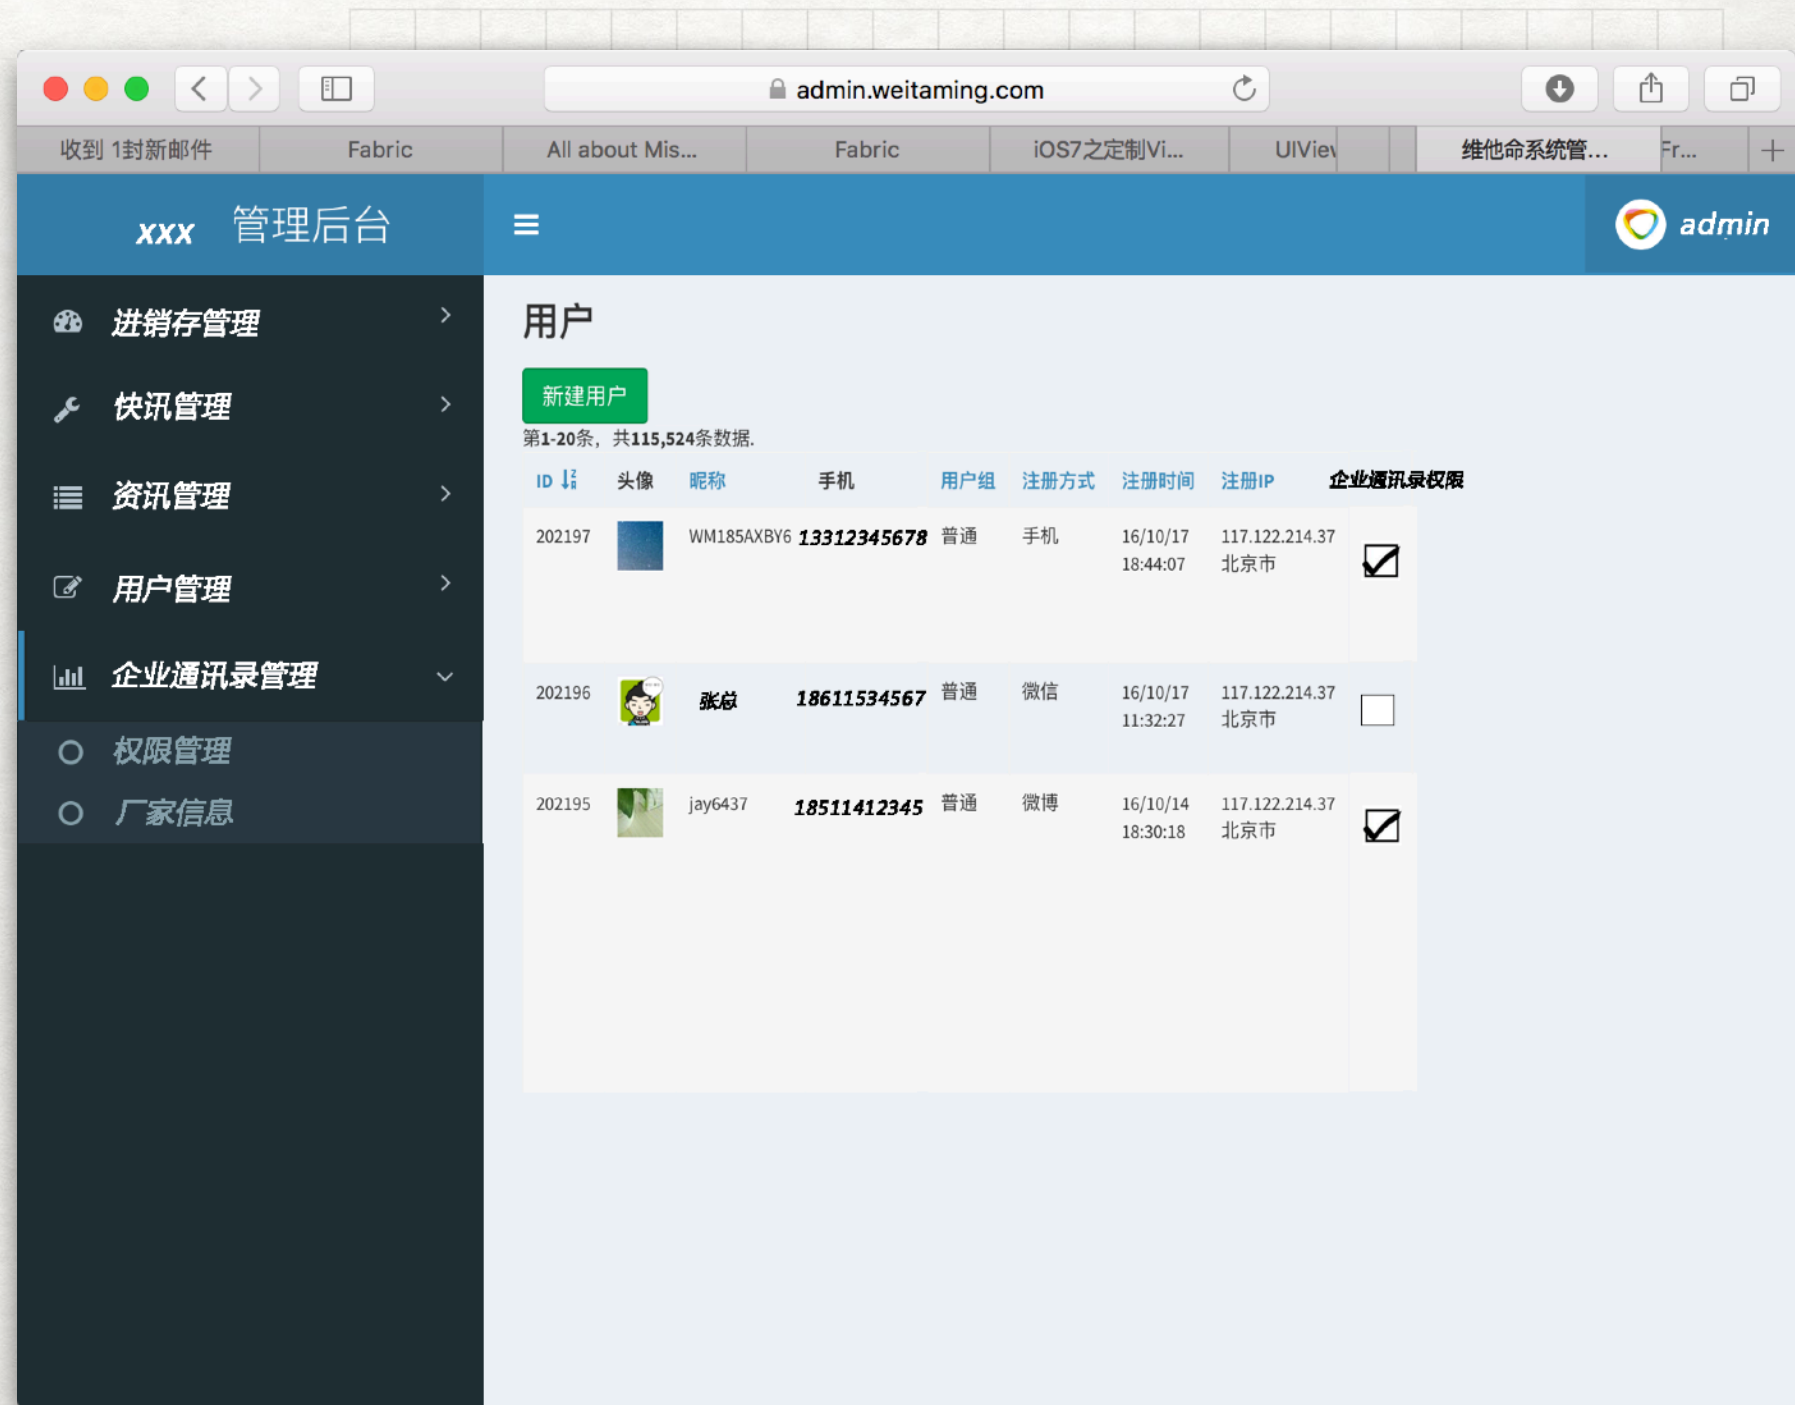 admin.weitaming.com
收到 1封新邮件 Fabric All about Mis... Fabric iOS7之定制Vi... UIView 维他命系统管... Fr...
xxx 管理后台 admin
进销存管理
快讯管理
资讯管理
用户管理
企业通讯录管理
权限管理
厂家信息
用户
新建用户
第1-20条, 共115,524条数据.
ID 头像 昵称 手机 用户组 注册方式 注册时间 注册IP 企业通讯录权限
202197 WM185AXBY6 13312345678 普通 手机 16/10/17 117.122.214.37
18:44:07 北京市
202196 张总 18611534567 普通 微信 16/10/17 117.122.214.37
11:32:27 北京市
202195 jay6437 18511412345 普通 微博 16/10/14 117.122.214.37
18:30:18 北京市